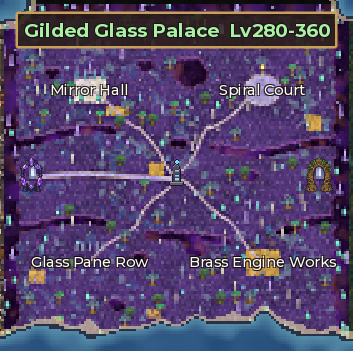 Gilded Glass Palace Lv280-360
Mirror Hall
Spiral Court
Glass Pane Row
Brass Engine Works